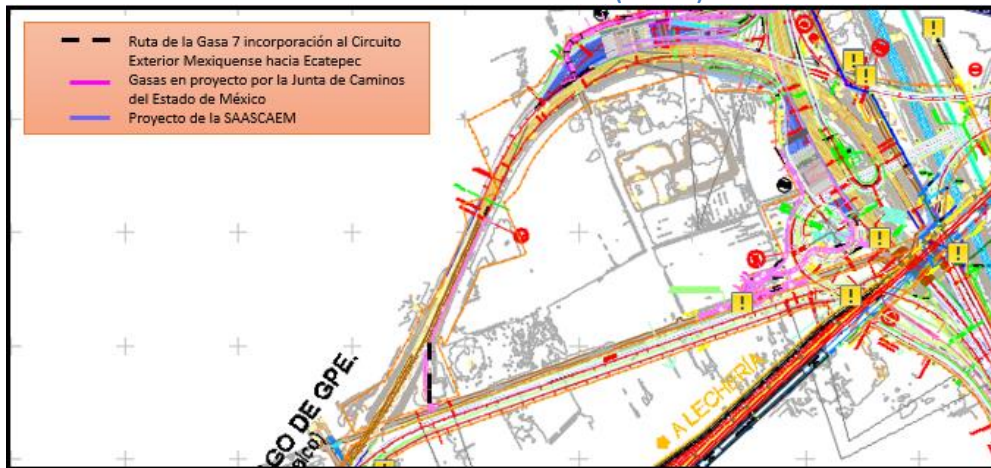 Ruta de la Gasa 7 incorporación al Circuito
Exterior Mexiquense hacia Ecatepec
Gasas en proyecto por la Junta de Caminos
del Estado de México
Proyecto de la SAASCAEM
A LECHERÍA
GO DE GPE.